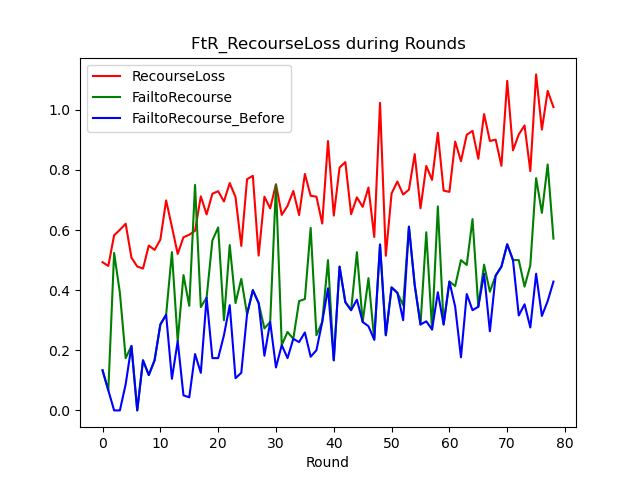 FtR_RecourseLoss during Rounds
RecourseLoss
FailtoRecourse
FailtoRecourse_Before
1.0
0.8
0.6
0.4
0.2
0.0
0 10 20 30 40 50 60 70 80
Round